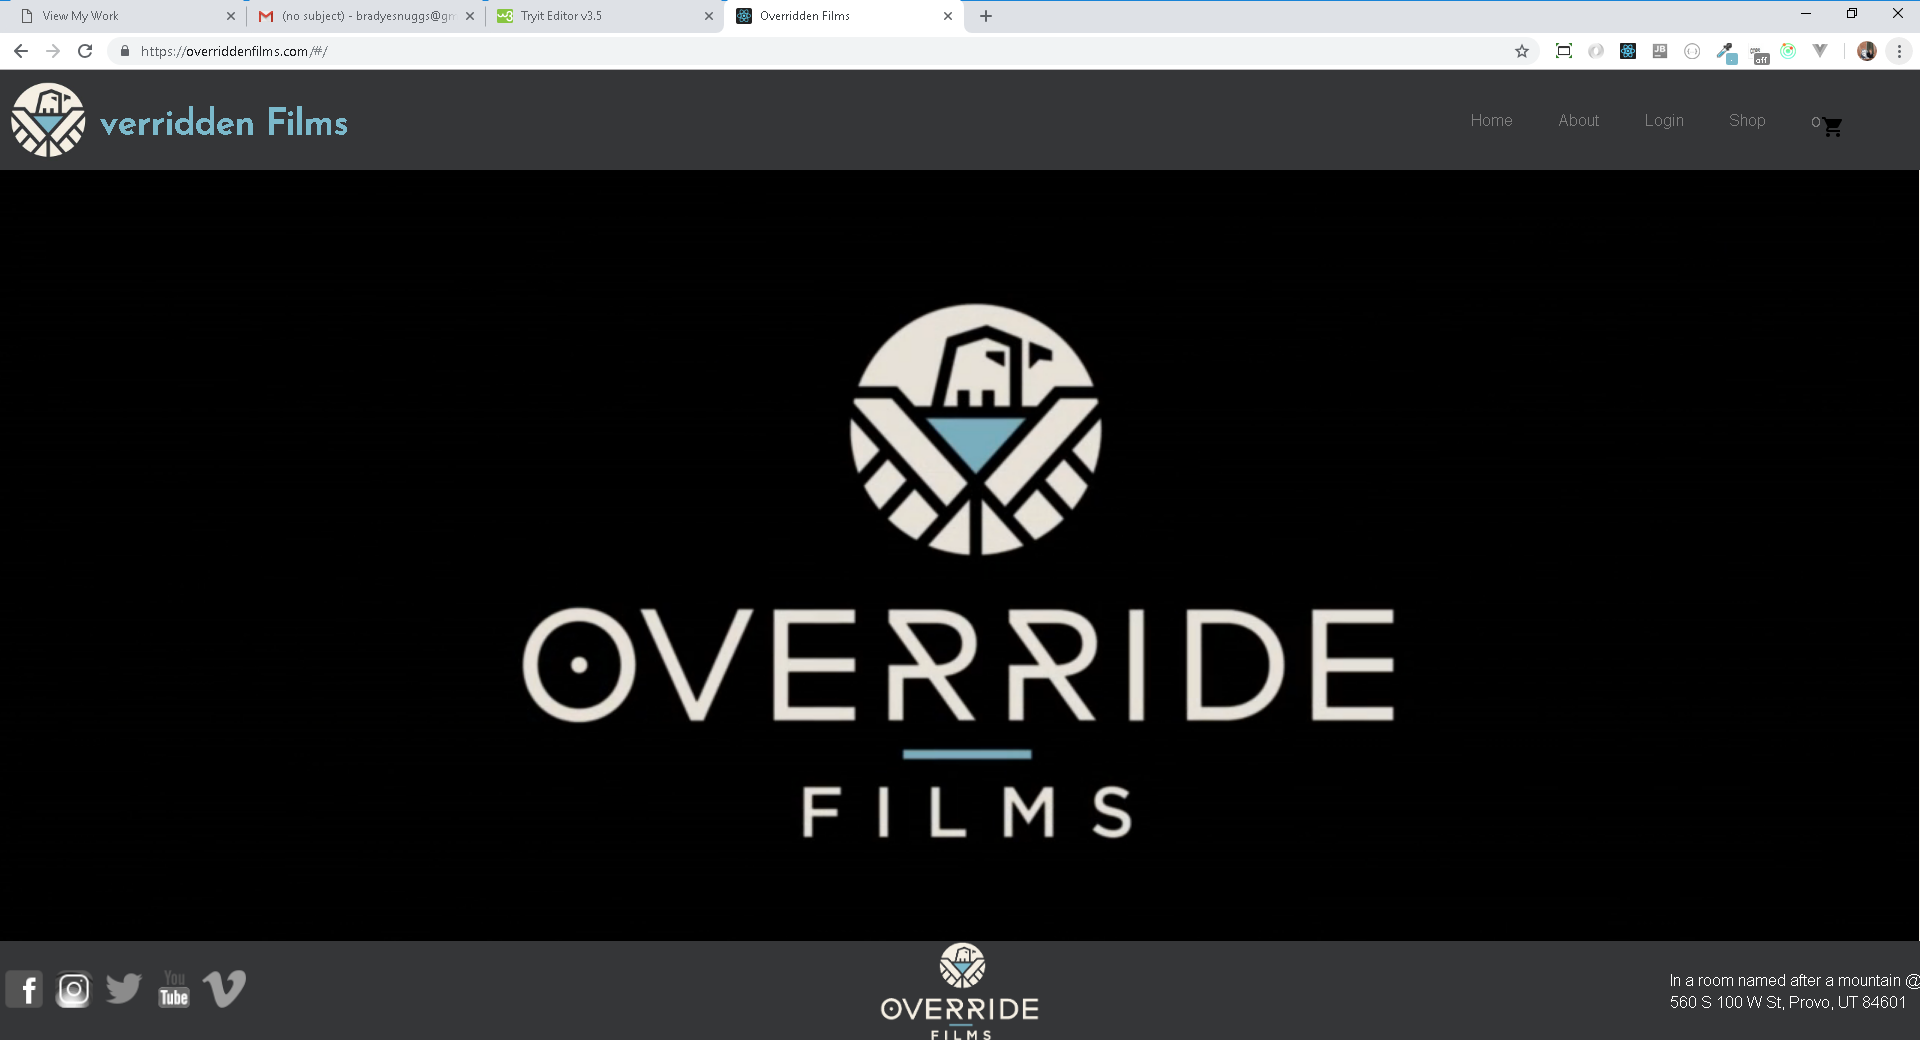 View My Work
(no subject) - bradyesnuggs@gm
Tryit Editor v3.5
Overridden Films
https://overriddenfilms.com/#/
JB
off
verridden Films
Home
About
Login
Shop
0
OVERRIDE
FILMS
You
Tube
OVERRIDE
FILMS
In a room named after a mountain @
560 S 100 W St, Provo, UT 84601